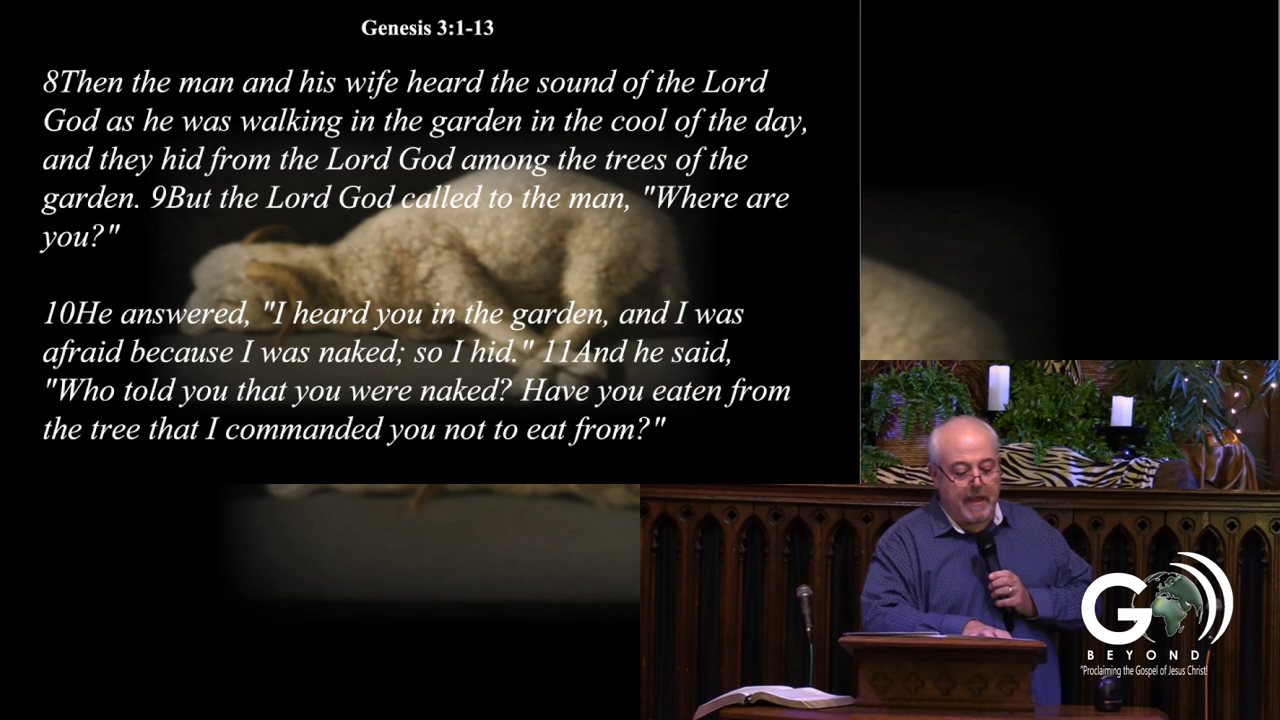 Genesis 3:1-13
8Then the man and his wife heard the sound of the Lord
God as he was walking in the garden in the cool of the day,
and they hid from the Lord God among the trees of the
garden. 9But the Lord God called to the man, "Where are
you?"
10He answered, "I heard you in the garden, and I was
afraid because I was naked; so I hid." 11And he said,
"Who told you that you were naked? Have you eaten from
the tree that I commanded you not to eat from?"
GO
BEYOND
"Proclaiming the Gospel of Jesus Christ!